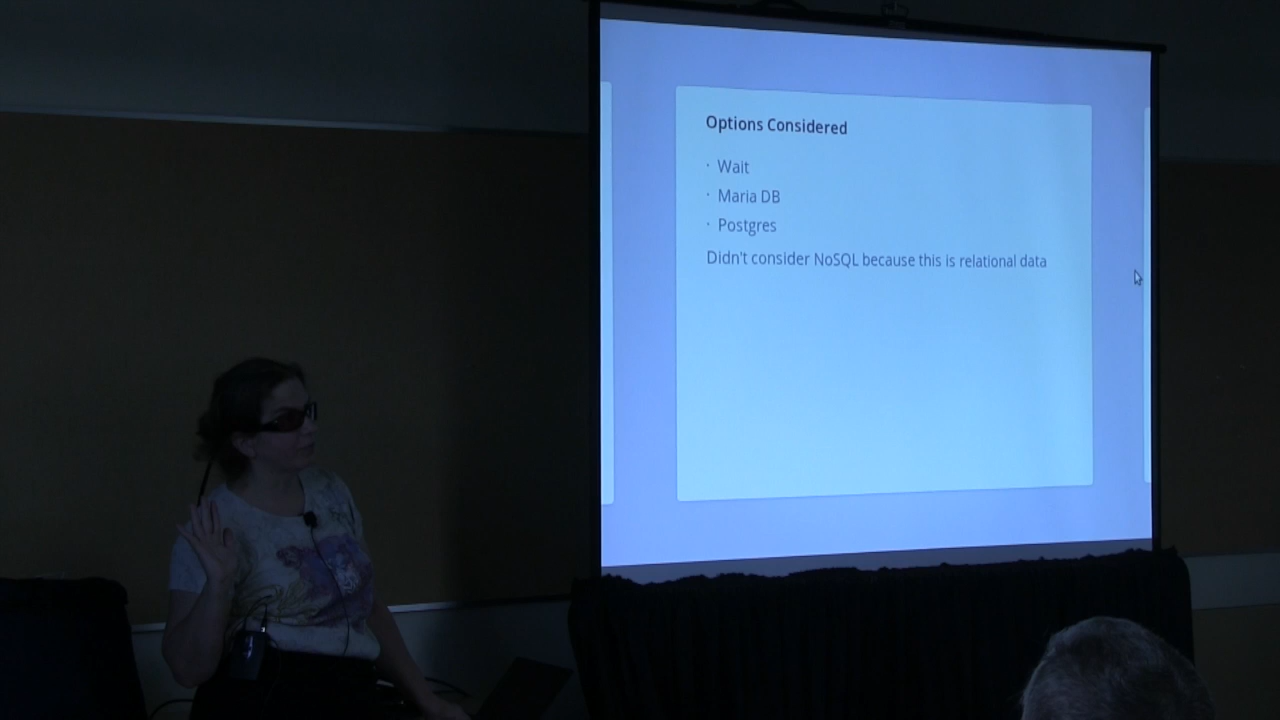 Options Considered
· Wait
· Maria DB
· Postgres
Didn't consider NoSQL because this is relational data